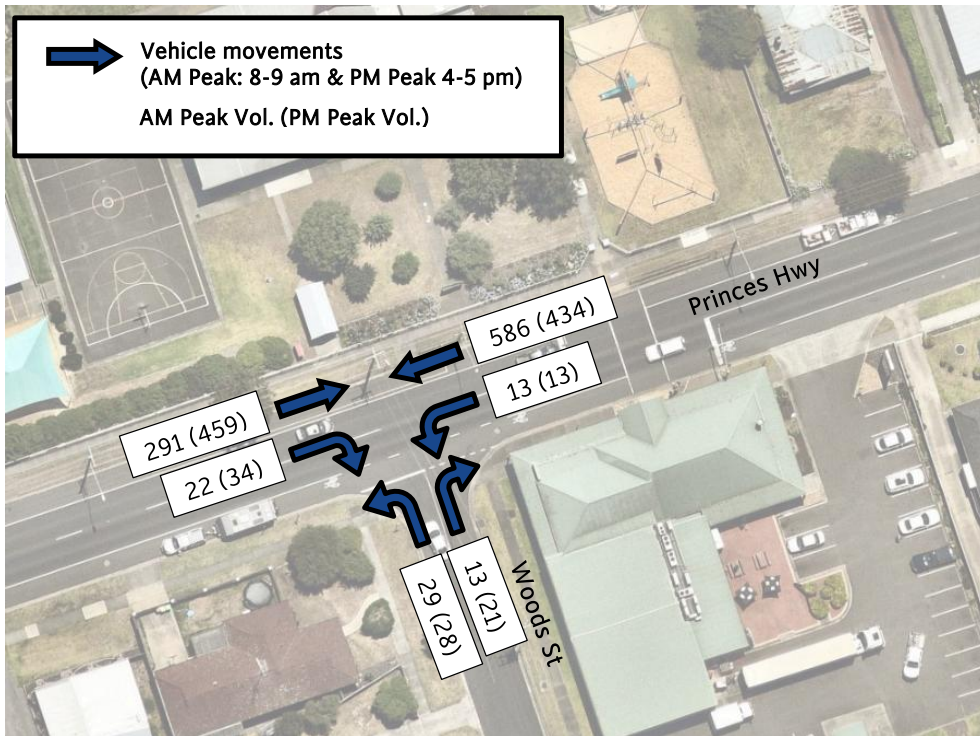 Vehicle movements
(AM Peak: 8-9 am & PM Peak 4-5 pm)
AM Peak Vol. (PM Peak Vol.)
Princes Hwy
586 (434)
13 (13)
291 (459)
22 (34)
29 (28)
13 (21)
Woods St